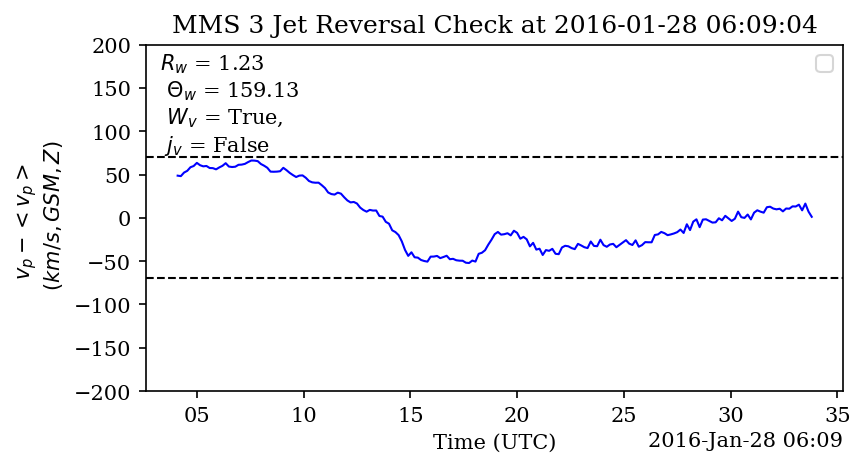 MMS 3 Jet Reversal Check at 2016-01-28 06:09:04
200
150
100
50
0
−50
−100
−150
−200
v_p − < v_p >
(km/s, GSM, Z)
R_w = 1.23
Θ_w = 159.13
W_v = True,
j_v = False
05 10 15 20 25 30 35
Time (UTC)
2016-Jan-28 06:09